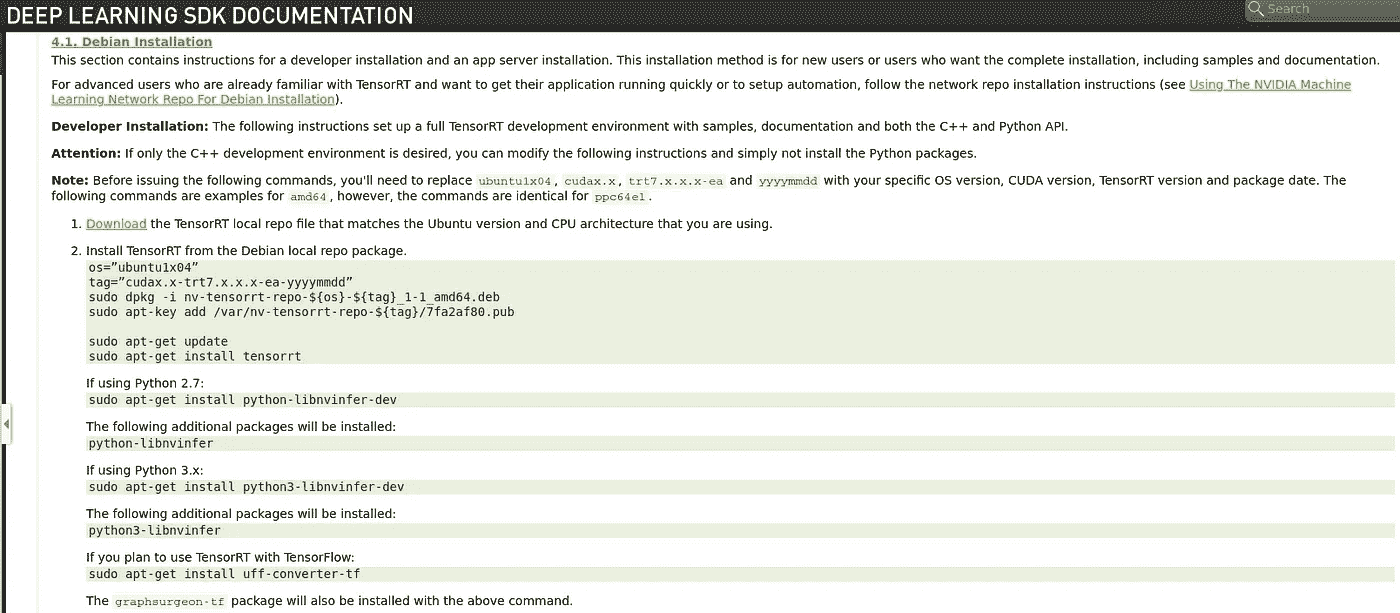 DEEP LEARNING SDK DOCUMENTATION
Search
4.1. Debian Installation
This section contains instructions for a developer installation and an app server installation. This installation method is for new users or users who want the complete installation, including samples and documentation.
For advanced users who are already familiar with TensorRT and want to get their application running quickly or to setup automation, follow the network repo installation instructions (see Using The NVIDIA Machine
Learning Network Repo For Debian Installation).
Developer Installation: The following instructions set up a full TensorRT development environment with samples, documentation and both the C++ and Python API.
Attention: If only the C++ development environment is desired, you can modify the following instructions and simply not install the Python packages.
Note: Before issuing the following commands, you'll need to replace ubuntu1x04, cudax.x, trt7.x.x.x-ea and yyyymmdd with your specific OS version, CUDA version, TensorRT version and package date. The
following commands are examples for amd64, however, the commands are identical for ppc64el.
1. Download the TensorRT local repo file that matches the Ubuntu version and CPU architecture that you are using.
2. Install TensorRT from the Debian local repo package.
os=”ubuntu1x04”
tag=”cudax.x-trt7.x.x.x-ea-yyyymmdd”
sudo dpkg -i nv-tensorrt-repo-${os}-${tag}_1-1_amd64.deb
sudo apt-key add /var/nv-tensorrt-repo-${tag}/7fa2af80.pub
sudo apt-get update
sudo apt-get install tensorrt
If using Python 2.7:
sudo apt-get install python-libnvinfer-dev
The following additional packages will be installed:
python-libnvinfer
If using Python 3.x:
sudo apt-get install python3-libnvinfer-dev
The following additional packages will be installed:
python3-libnvinfer
If you plan to use TensorRT with TensorFlow:
sudo apt-get install uff-converter-tf
The graphsurgeon-tf package will also be installed with the above command.